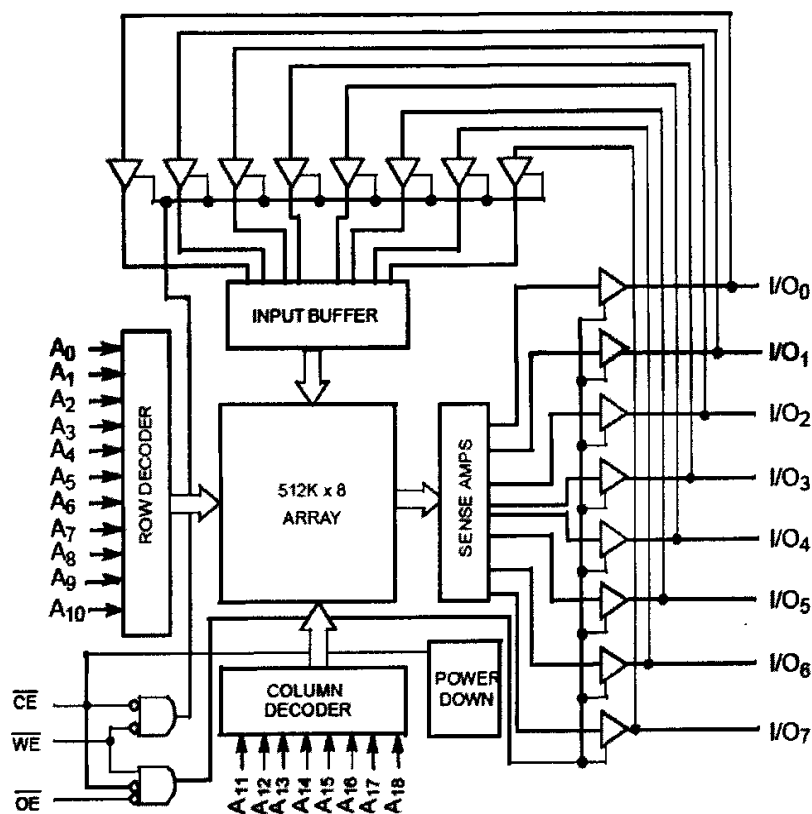 INPUT BUFFER
I/O0
A0
I/O1
A1
A2
I/O2
A3
A4
A5
ROW DECODER
512K x 8
ARRAY
SENSE AMPS
I/O3
A6
A7
I/O4
A8
A9
I/O5
A10
I/O6
POWER
DOWN
COLUMN
DECODER
CE
I/O7
WE
A11
A12
A13
A14
A15
A16
A17
A18
OE